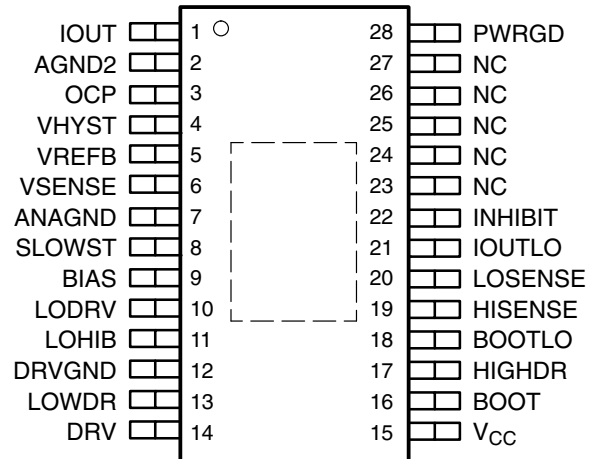 IOUT 1 28 PWRGD
AGND2 2 27 NC
OCP 3 26 NC
VHYST 4 25 NC
VREFB 5 24 NC
VSENSE 6 23 NC
ANAGND 7 22 INHIBIT
SLOWST 8 21 IOUTLO
BIAS 9 20 LOSENSE
LODRV 10 19 HISENSE
LOHIB 11 18 BOOTLO
DRVGND 12 17 HIGHDR
LOWDR 13 16 BOOT
DRV 14 15 VCC